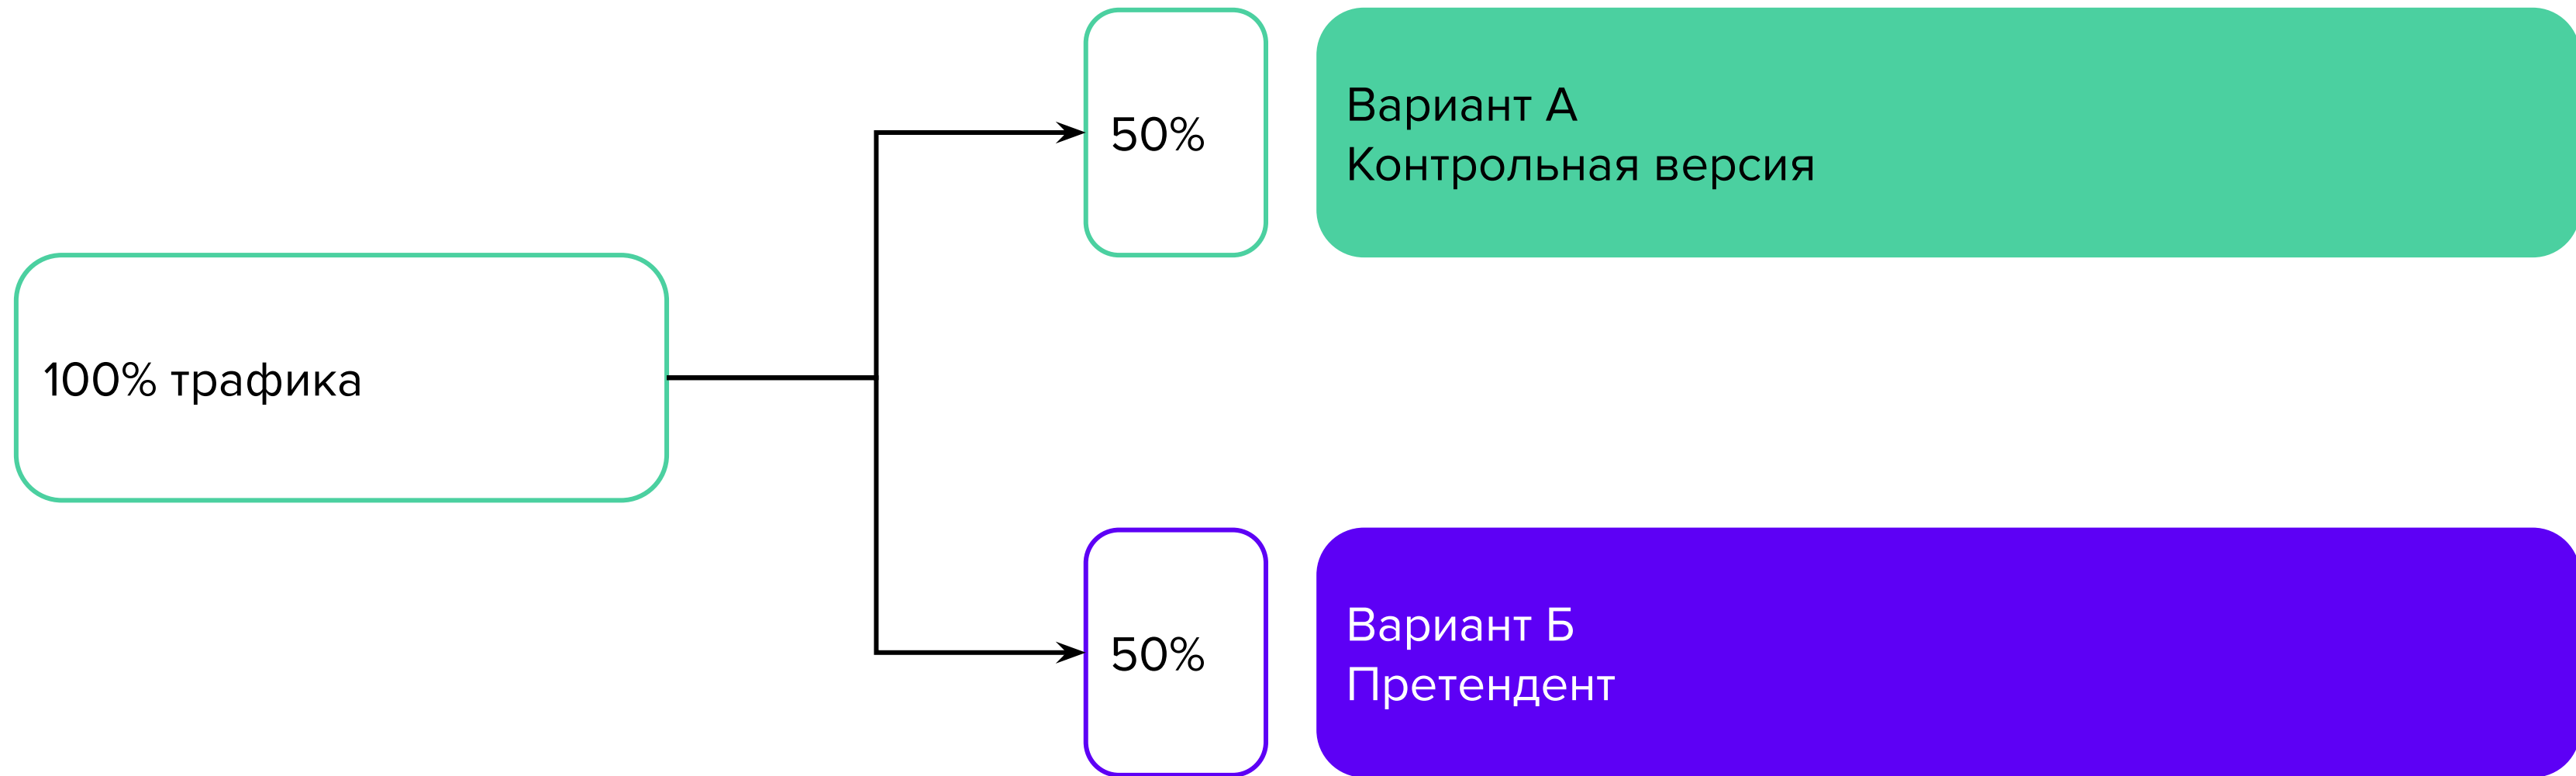 100% трафика
50%
Вариант А
Контрольная версия
50%
Вариант Б
Претендент